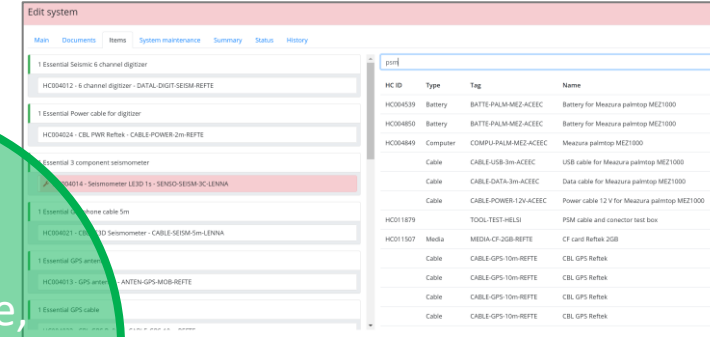 Edit system
Main Documents Items System maintenance Summary Status History
1 Essential Seismic 6 channel digitizer
HC004012 - 6 channel digitizer - DATAL-DIGIT-SEISM-REFTE
1 Essential Power cable for digitizer
HC004024 - CBL PWR Reftek - CABLE-POWER-2m-REFTE
Essential 3 component seismometer
004014 - Seismometer LE3D 1s - SENSO-SEISM-3C-LENNA
1 Essential cable 5m
HC004021 - 3D Seismometer - CABLE-SEISM-5m-LENNA
1 Essential GPS
HC004013 - GPS - ANTEN-GPS-MOB-REFTE
1 Essential GPS cable
e,
psm
HC ID Type Tag Name
HC004539 Battery BATTE-PALM-MEZ-ACEEC Battery for Meazura palmtop MEZ1000
HC004850 Battery BATTE-PALM-MEZ-ACEEC Battery for Meazura palmtop MEZ1000
HC004849 Computer COMPU-PALM-MEZ-ACEEC Meazura palmtop MEZ1000
Cable CABLE-USB-3m-ACEEC USB cable for Meazura palmtop MEZ1000
Cable CABLE-DATA-3m-ACEEC Data cable for Meazura palmtop MEZ1000
Cable CABLE-POWER-12V-ACEEC Power cable 12 V for Meazura palmtop MEZ1000
HC011879 TOOL-TEST-HELSI PSM cable and conector test box
HC011507 Media MEDIA-CF-2GB-REFTE CF card Reftek 2GB
Cable CABLE-GPS-10m-REFTE CBL GPS Reftek
Cable CABLE-GPS-10m-REFTE CBL GPS Reftek
Cable CABLE-GPS-10m-REFTE CBL GPS Reftek
Cable CABLE-GPS-10m-REFTE CBL GPS Reftek